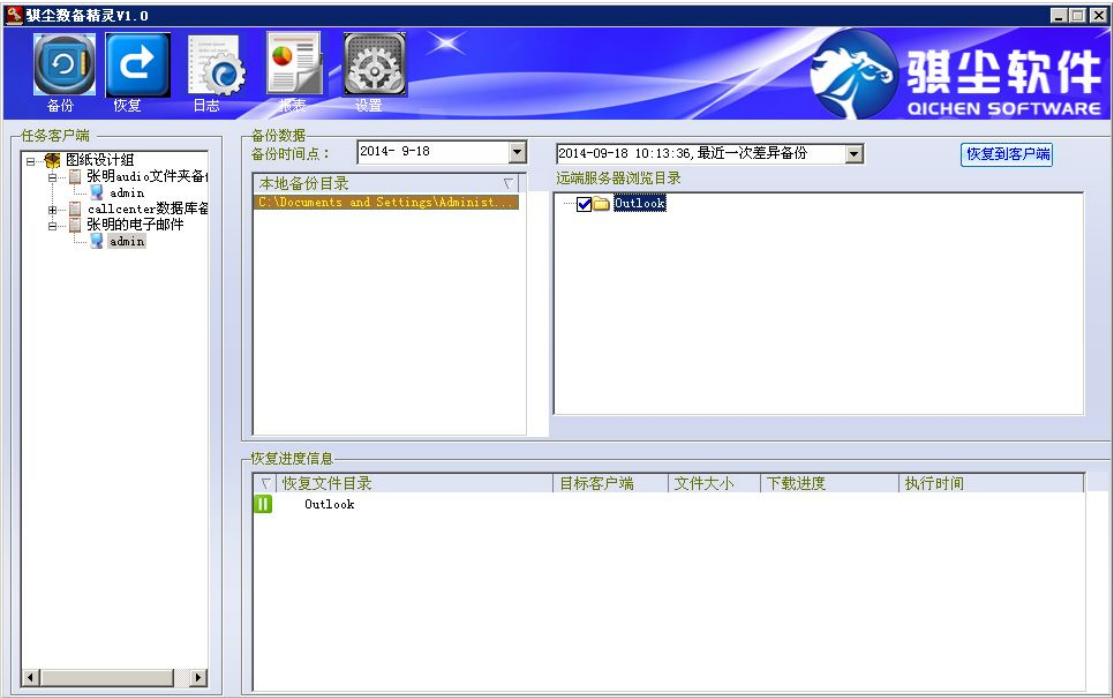 骐尘数备精灵V1.0
备份 恢复 日志 报表 设置
骐尘软件
QICHEN SOFTWARE
任务客户端
图纸设计组
张明audio文件夹备
admin
callcenter数据库备
张明的电子邮件
admin
备份数据
备份时间点： 2014- 9-18
2014-09-18 10:13:36,最近一次差异备份
恢复到客户端
本地备份目录
C:\Documents and Settings\Administ...
远端服务器浏览目录
Outlook
恢复进度信息
恢复文件目录 目标客户端 文件大小 下载进度 执行时间
Outlook